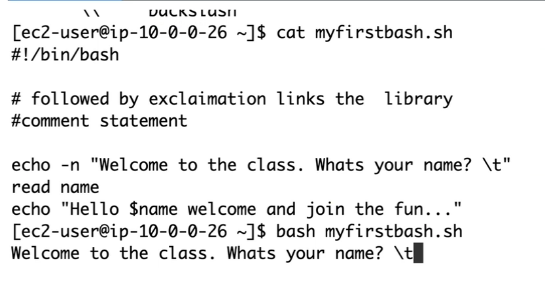 \\ backslash
[ec2-user@ip-10-0-0-26 ~]$ cat myfirstbash.sh
#!/bin/bash
# followed by exclaimation links the  library
#comment statement
echo -n "Welcome to the class. Whats your name? \t"
read name
echo "Hello $name welcome and join the fun..."
[ec2-user@ip-10-0-0-26 ~]$ bash myfirstbash.sh
Welcome to the class. Whats your name? \t